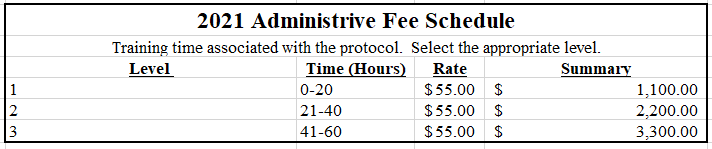 2021 Administrive Fee Schedule
Training time associated with the protocol. Select the appropriate level.
Level Time (Hours) Rate Summary
1 0-20 $55.00 $ 1,100.00
2 21-40 $55.00 $ 2,200.00
3 41-60 $55.00 $ 3,300.00